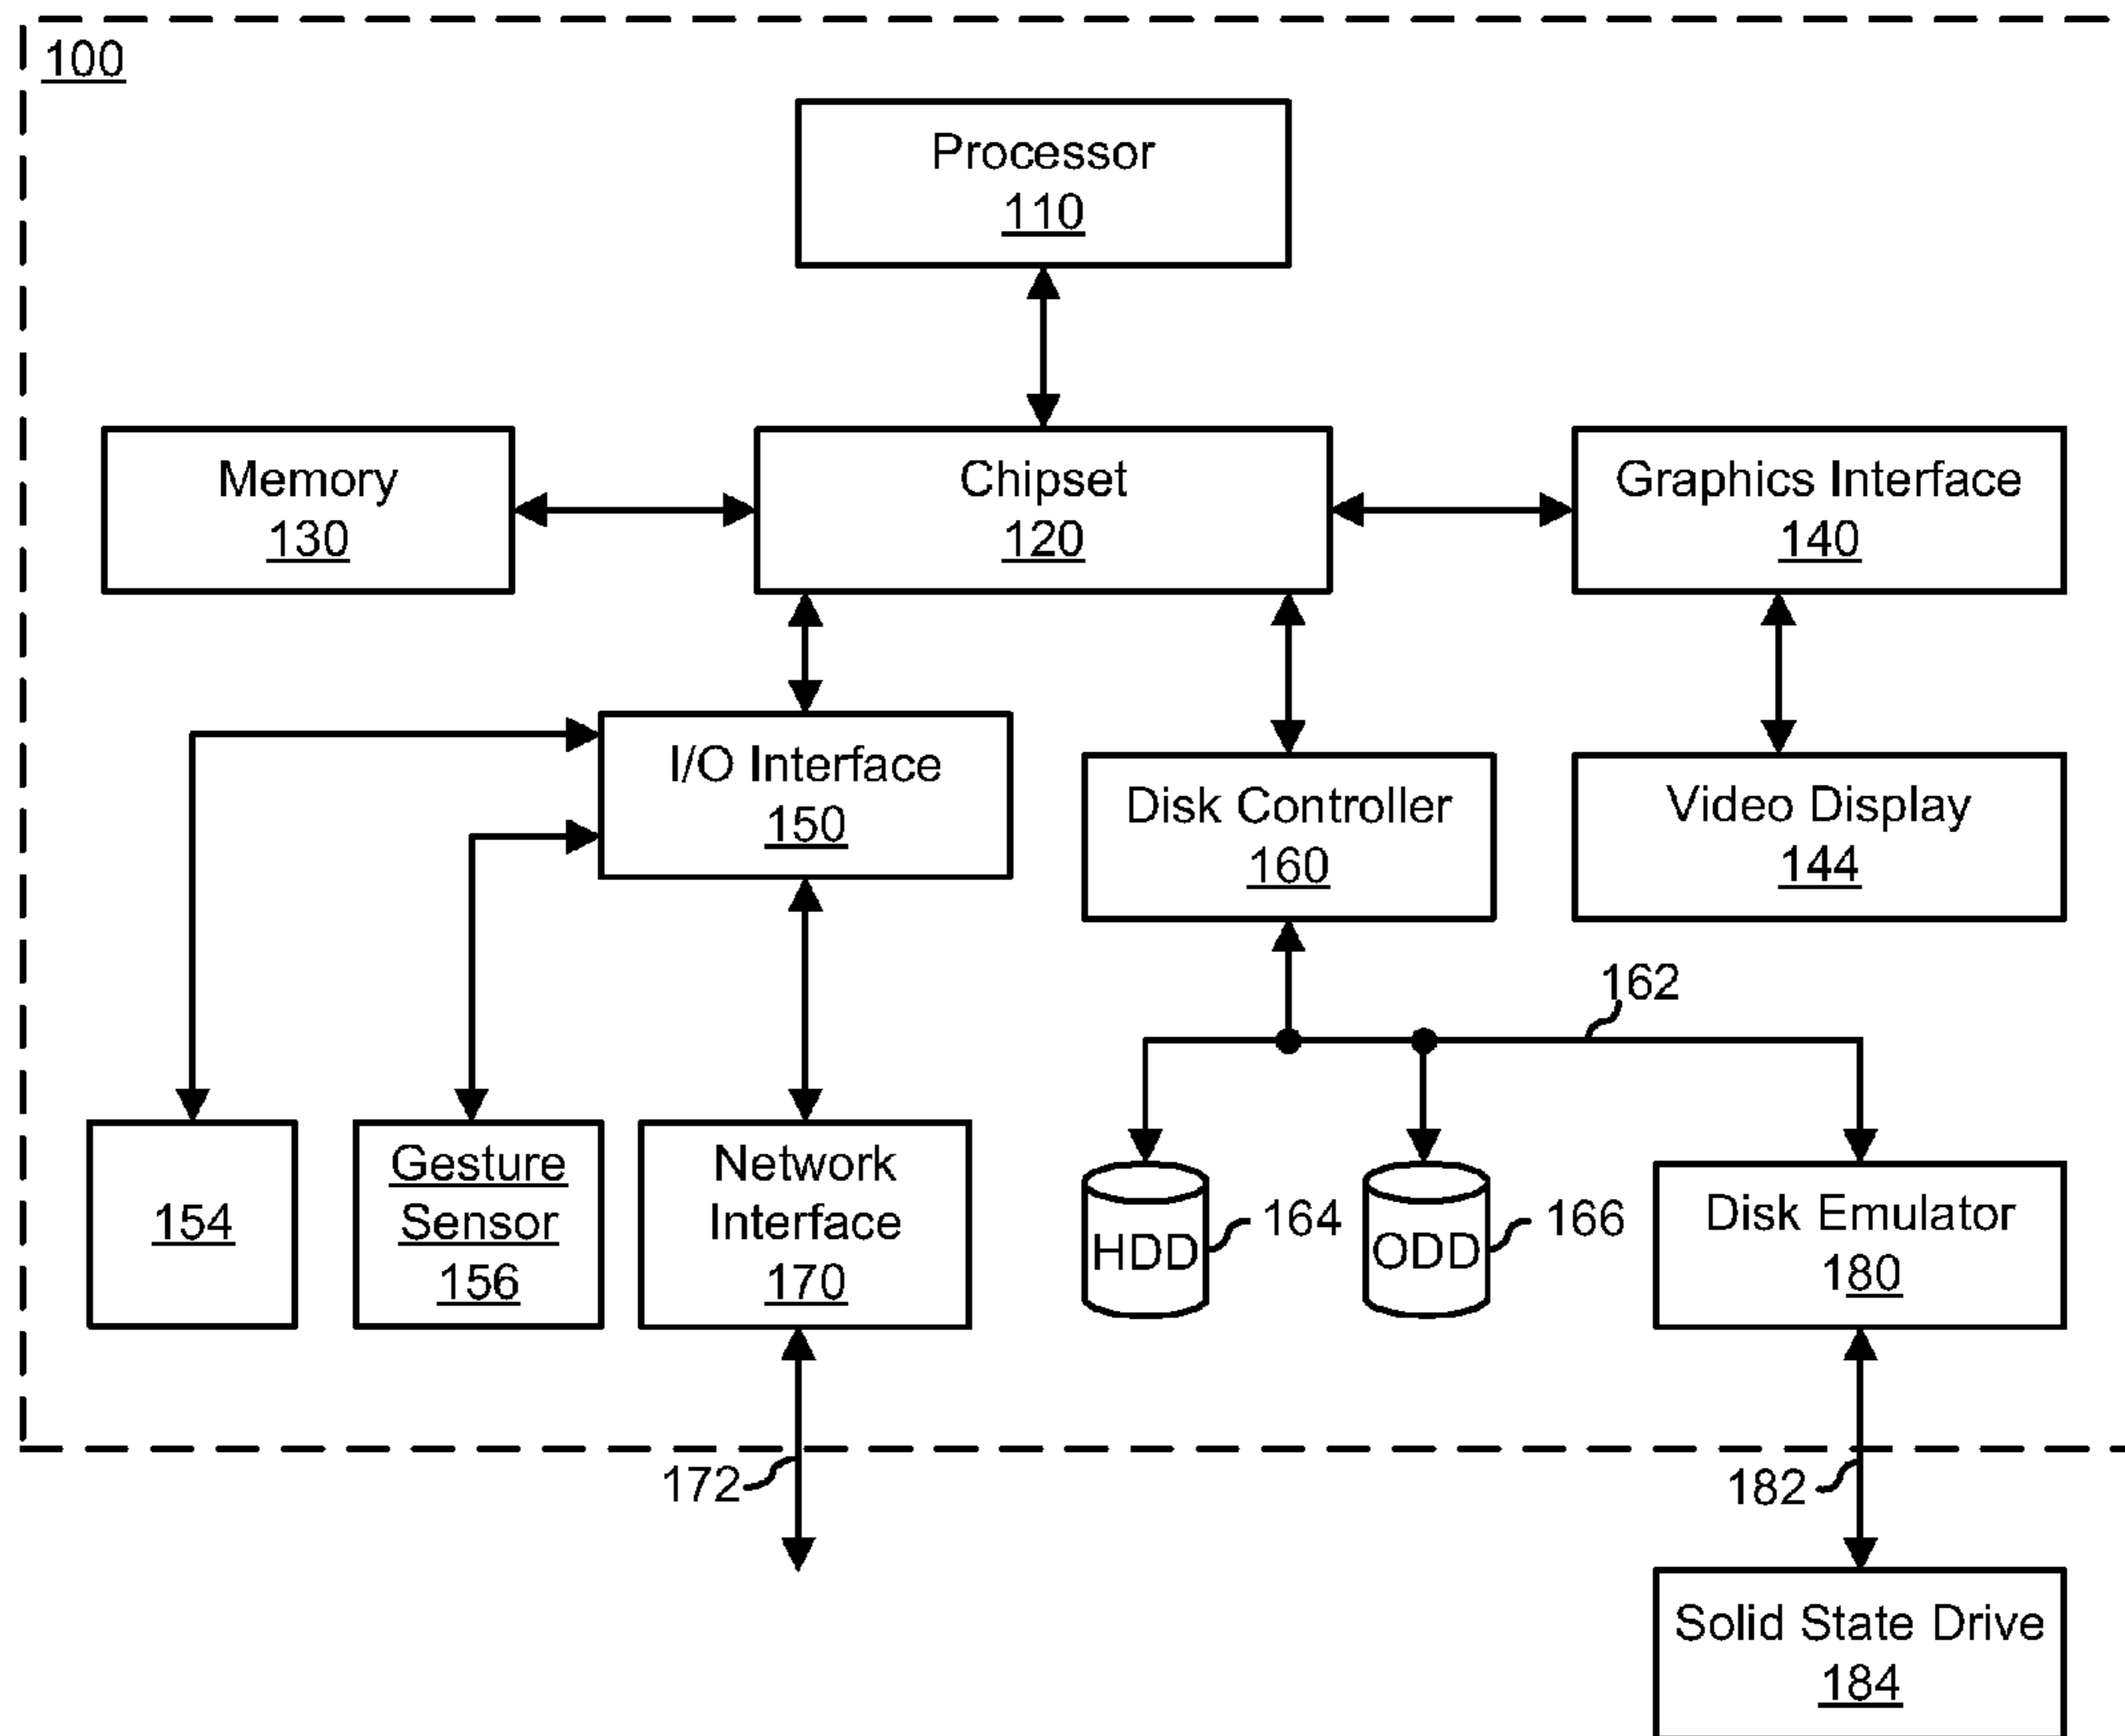 100
Processor
110
Memory
130
Chipset
120
Graphics Interface
140
I/O Interface
150
Disk Controller
160
Video Display
144
162
154
Gesture
Sensor
156
Network
Interface
170
HDD
164
ODD
166
Disk Emulator
180
172
182
Solid State Drive
184